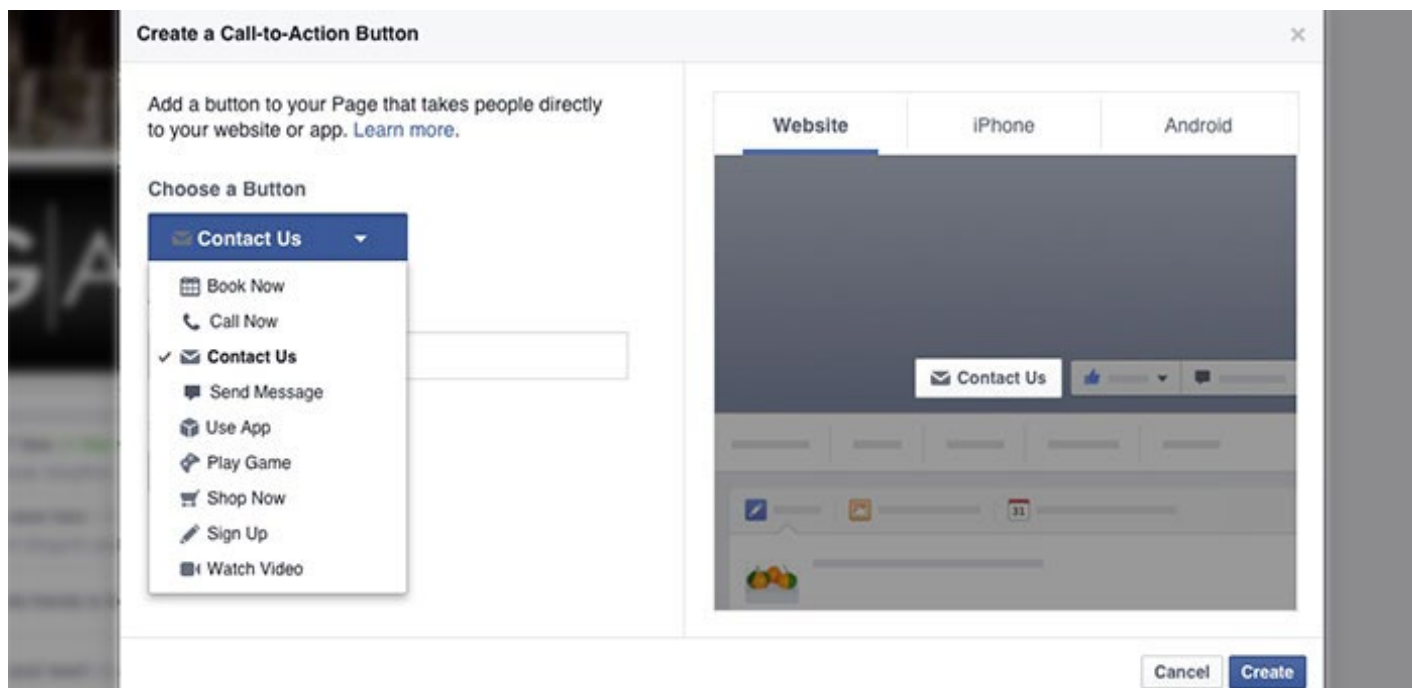 Create a Call-to-Action Button
Add a button to your Page that takes people directly
to your website or app. Learn more.
Choose a Button
Contact Us
Book Now
Call Now
Contact Us
Send Message
Use App
Play Game
Shop Now
Sign Up
Watch Video
Website iPhone Android
Contact Us
31
Cancel Create